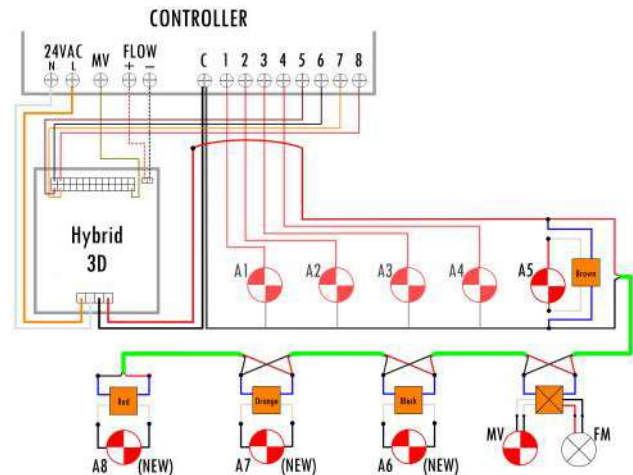 CONTROLLER
24VAC MV FLOW C 1 2 3 4 5 6 7 8
N L + −
Hybrid
3D
A1 A2 A3 A4 A5 Brown
Red Orange Black
MV FM
A8 (NEW) A7 (NEW) A6 (NEW)